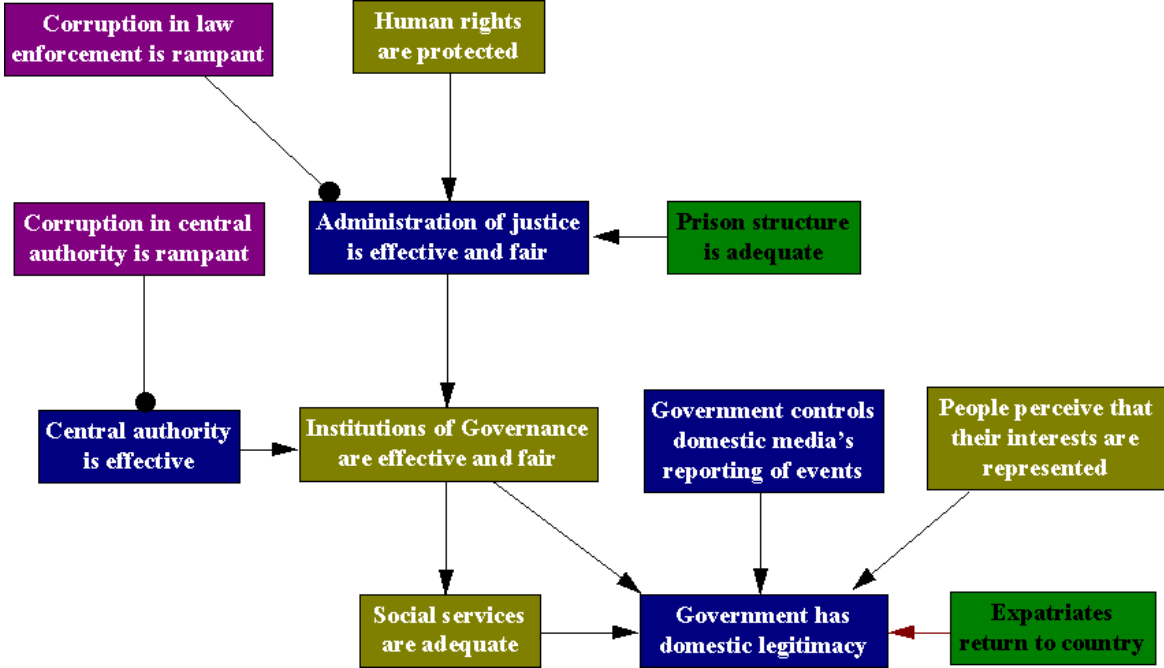 Corruption in law
enforcement is rampant
Human rights
are protected
Corruption in central
authority is rampant
Administration of justice
is effective and fair
Prison structure
is adequate
Central authority
is effective
Institutions of Governance
are effective and fair
Government controls
domestic media's
reporting of events
People perceive that
their interests are
represented
Social services
are adequate
Government has
domestic legitimacy
Expatriates
return to country